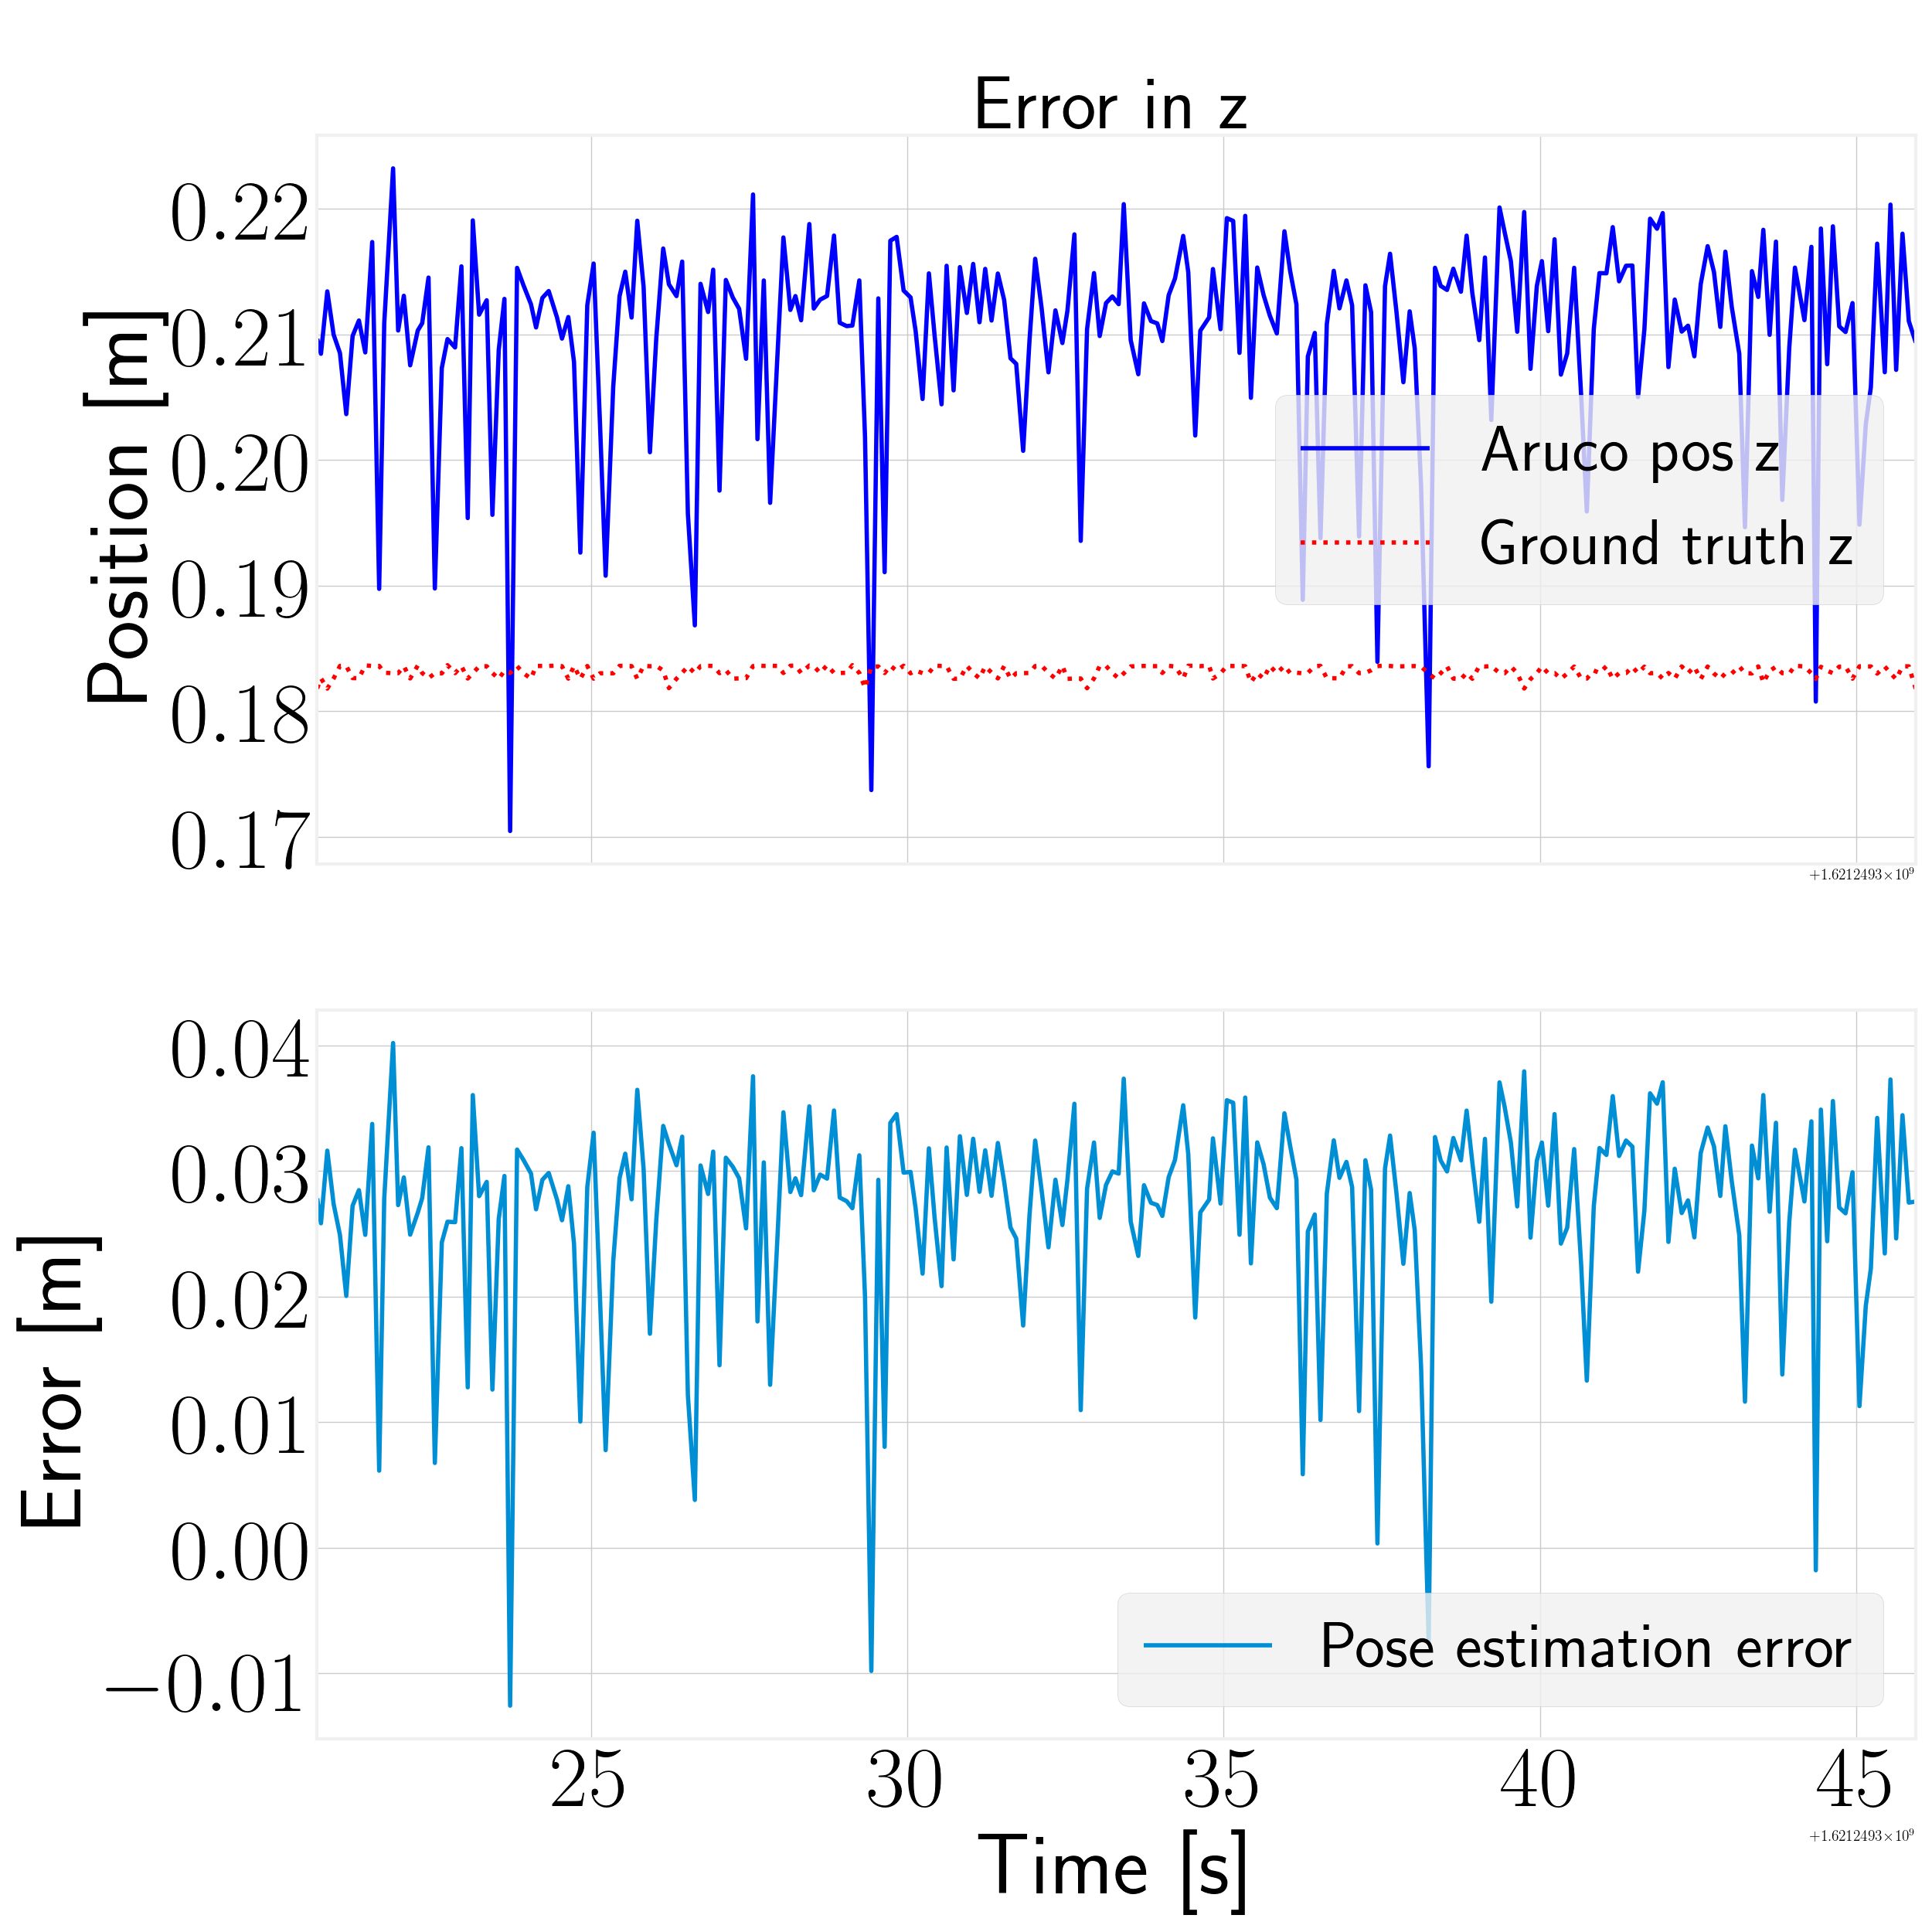 Error in z
Position [m]
0.22
0.21
0.20
0.19
0.18
0.17
Aruco pos z
Ground truth z
+1.6212493×10⁹
Error [m]
0.04
0.03
0.02
0.01
0.00
−0.01
Pose estimation error
25 30 35 40 45
+1.6212493×10⁹
Time [s]